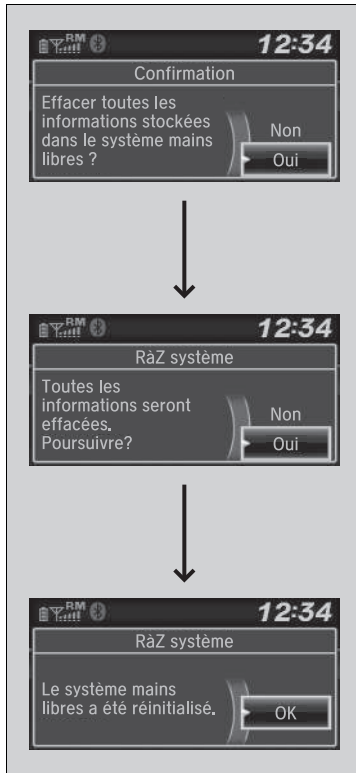 RM
12:34
Confirmation
Effacer toutes les
informations stockées
dans le système mains
libres ?
Non
Oui
RM
12:34
RàZ système
Toutes les
informations seront
effacées.
Poursuivre?
Non
Oui
RM
12:34
RàZ système
Le système mains
libres a été réinitialisé.
OK